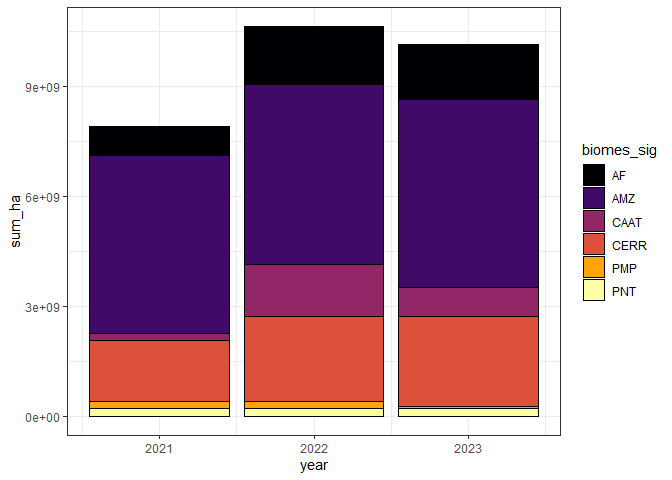 sum_ha
9e+09
6e+09
3e+09
0e+00
2021 2022 2023
year
biomes_sig
AF
AMZ
CAAT
CERR
PMP
PNT